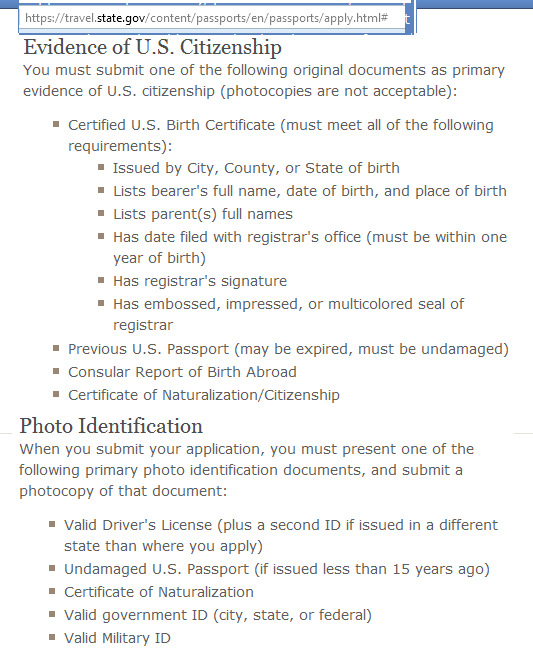 https://travel.state.gov/content/passports/en/passports/apply.html#
Evidence of U.S. Citizenship
You must submit one of the following original documents as primary
evidence of U.S. citizenship (photocopies are not acceptable):
Certified U.S. Birth Certificate (must meet all of the following
requirements):
Issued by City, County, or State of birth
Lists bearer's full name, date of birth, and place of birth
Lists parent(s) full names
Has date filed with registrar's office (must be within one
year of birth)
Has registrar's signature
Has embossed, impressed, or multicolored seal of
registrar
Previous U.S. Passport (may be expired, must be undamaged)
Consular Report of Birth Abroad
Certificate of Naturalization/Citizenship
Photo Identification
When you submit your application, you must present one of the
following primary photo identification documents, and submit a
photocopy of that document:
Valid Driver's License (plus a second ID if issued in a different
state than where you apply)
Undamaged U.S. Passport (if issued less than 15 years ago)
Certificate of Naturalization
Valid government ID (city, state, or federal)
Valid Military ID